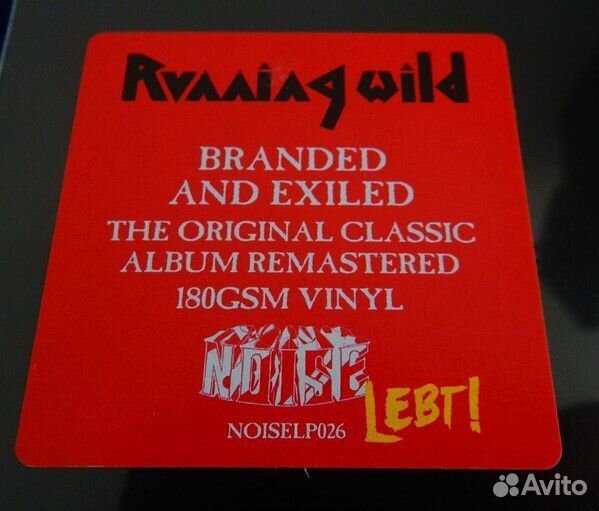 Running wild
BRANDED
AND EXILED
THE ORIGINAL CLASSIC
ALBUM REMASTERED
180GSM VINYL
NOISE
LEBT!
NOISELP026
Avito